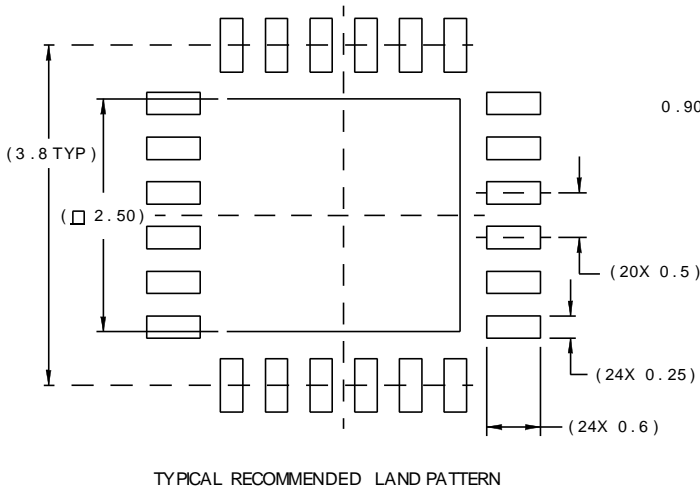 0.90
(3.8 TYP)
(☐ 2.50)
(20X 0.5)
(24X 0.25)
(24X 0.6)
TYPICAL RECOMMENDED LAND PATTERN